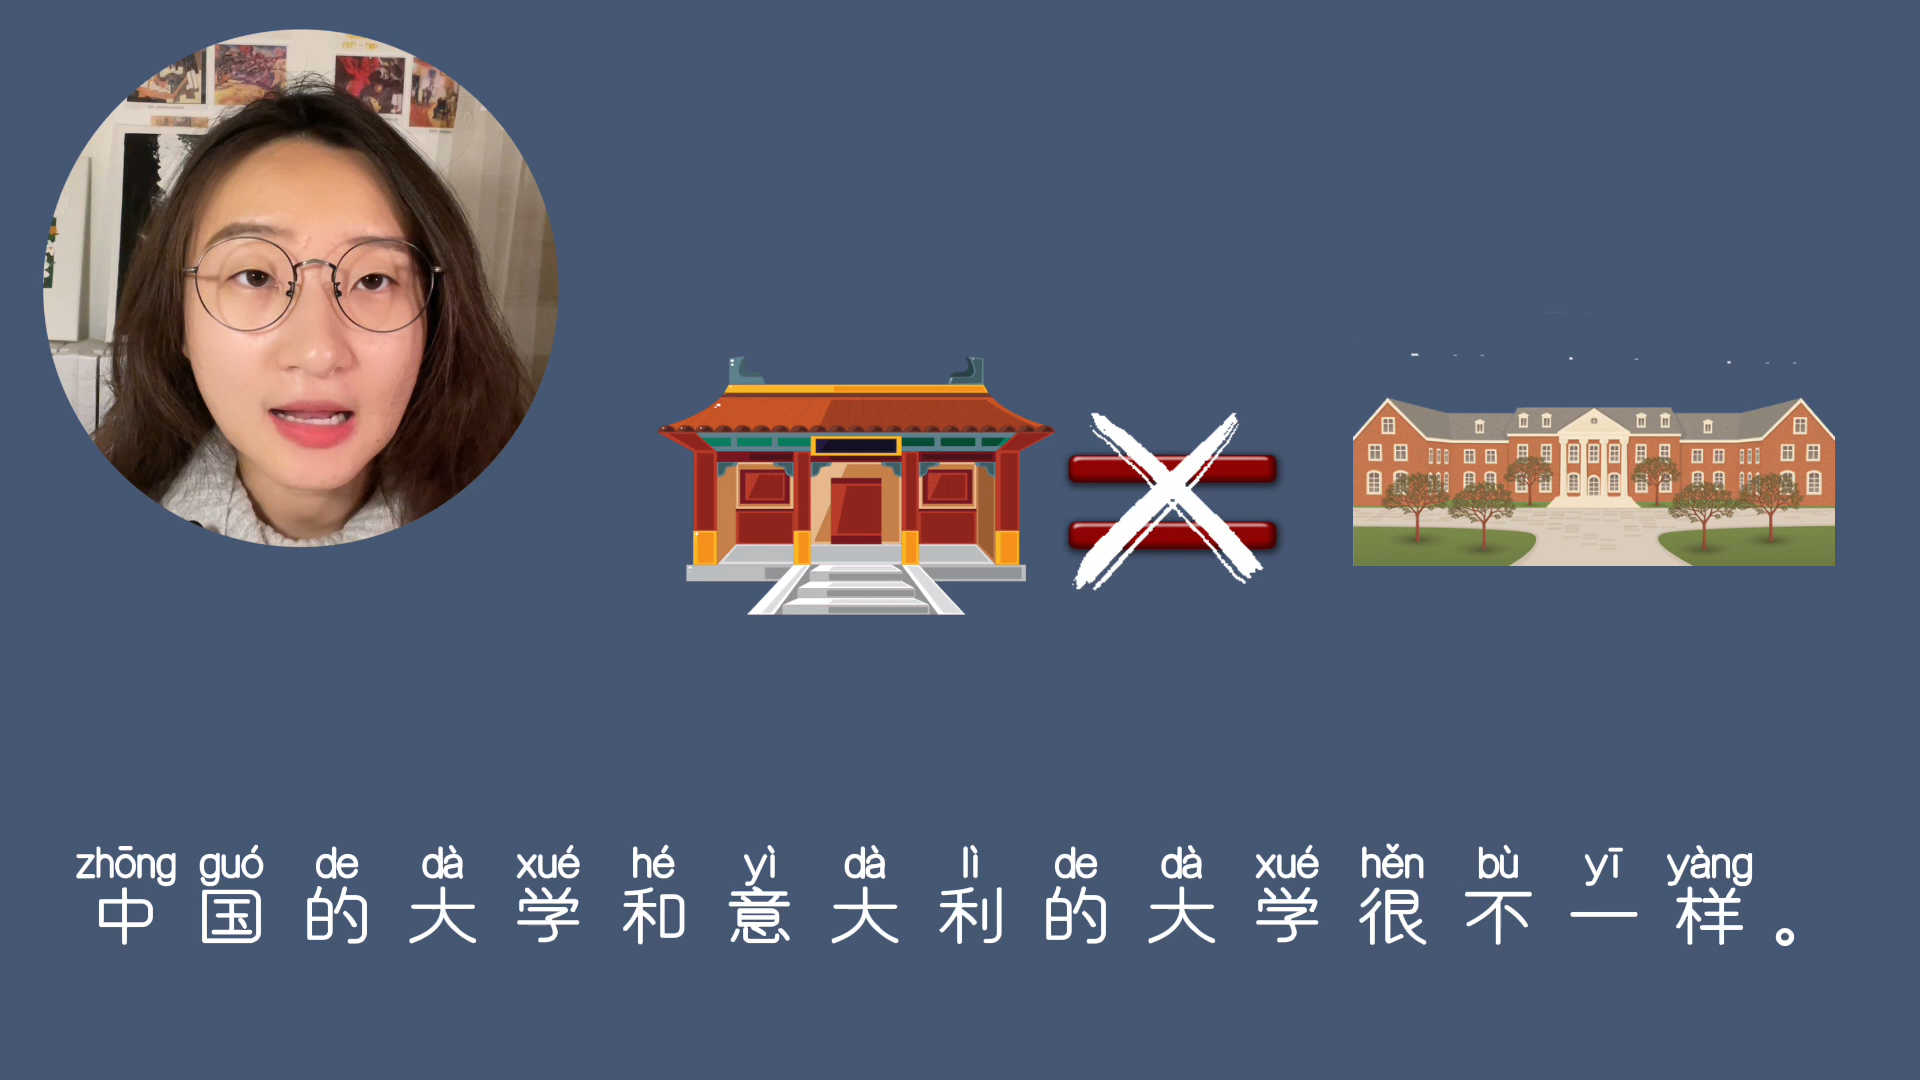 zhōng guó de dà xué hé yì dà lì de dà xué hěn bù yī yàng
中国的大学和意大利的大学很不一样。